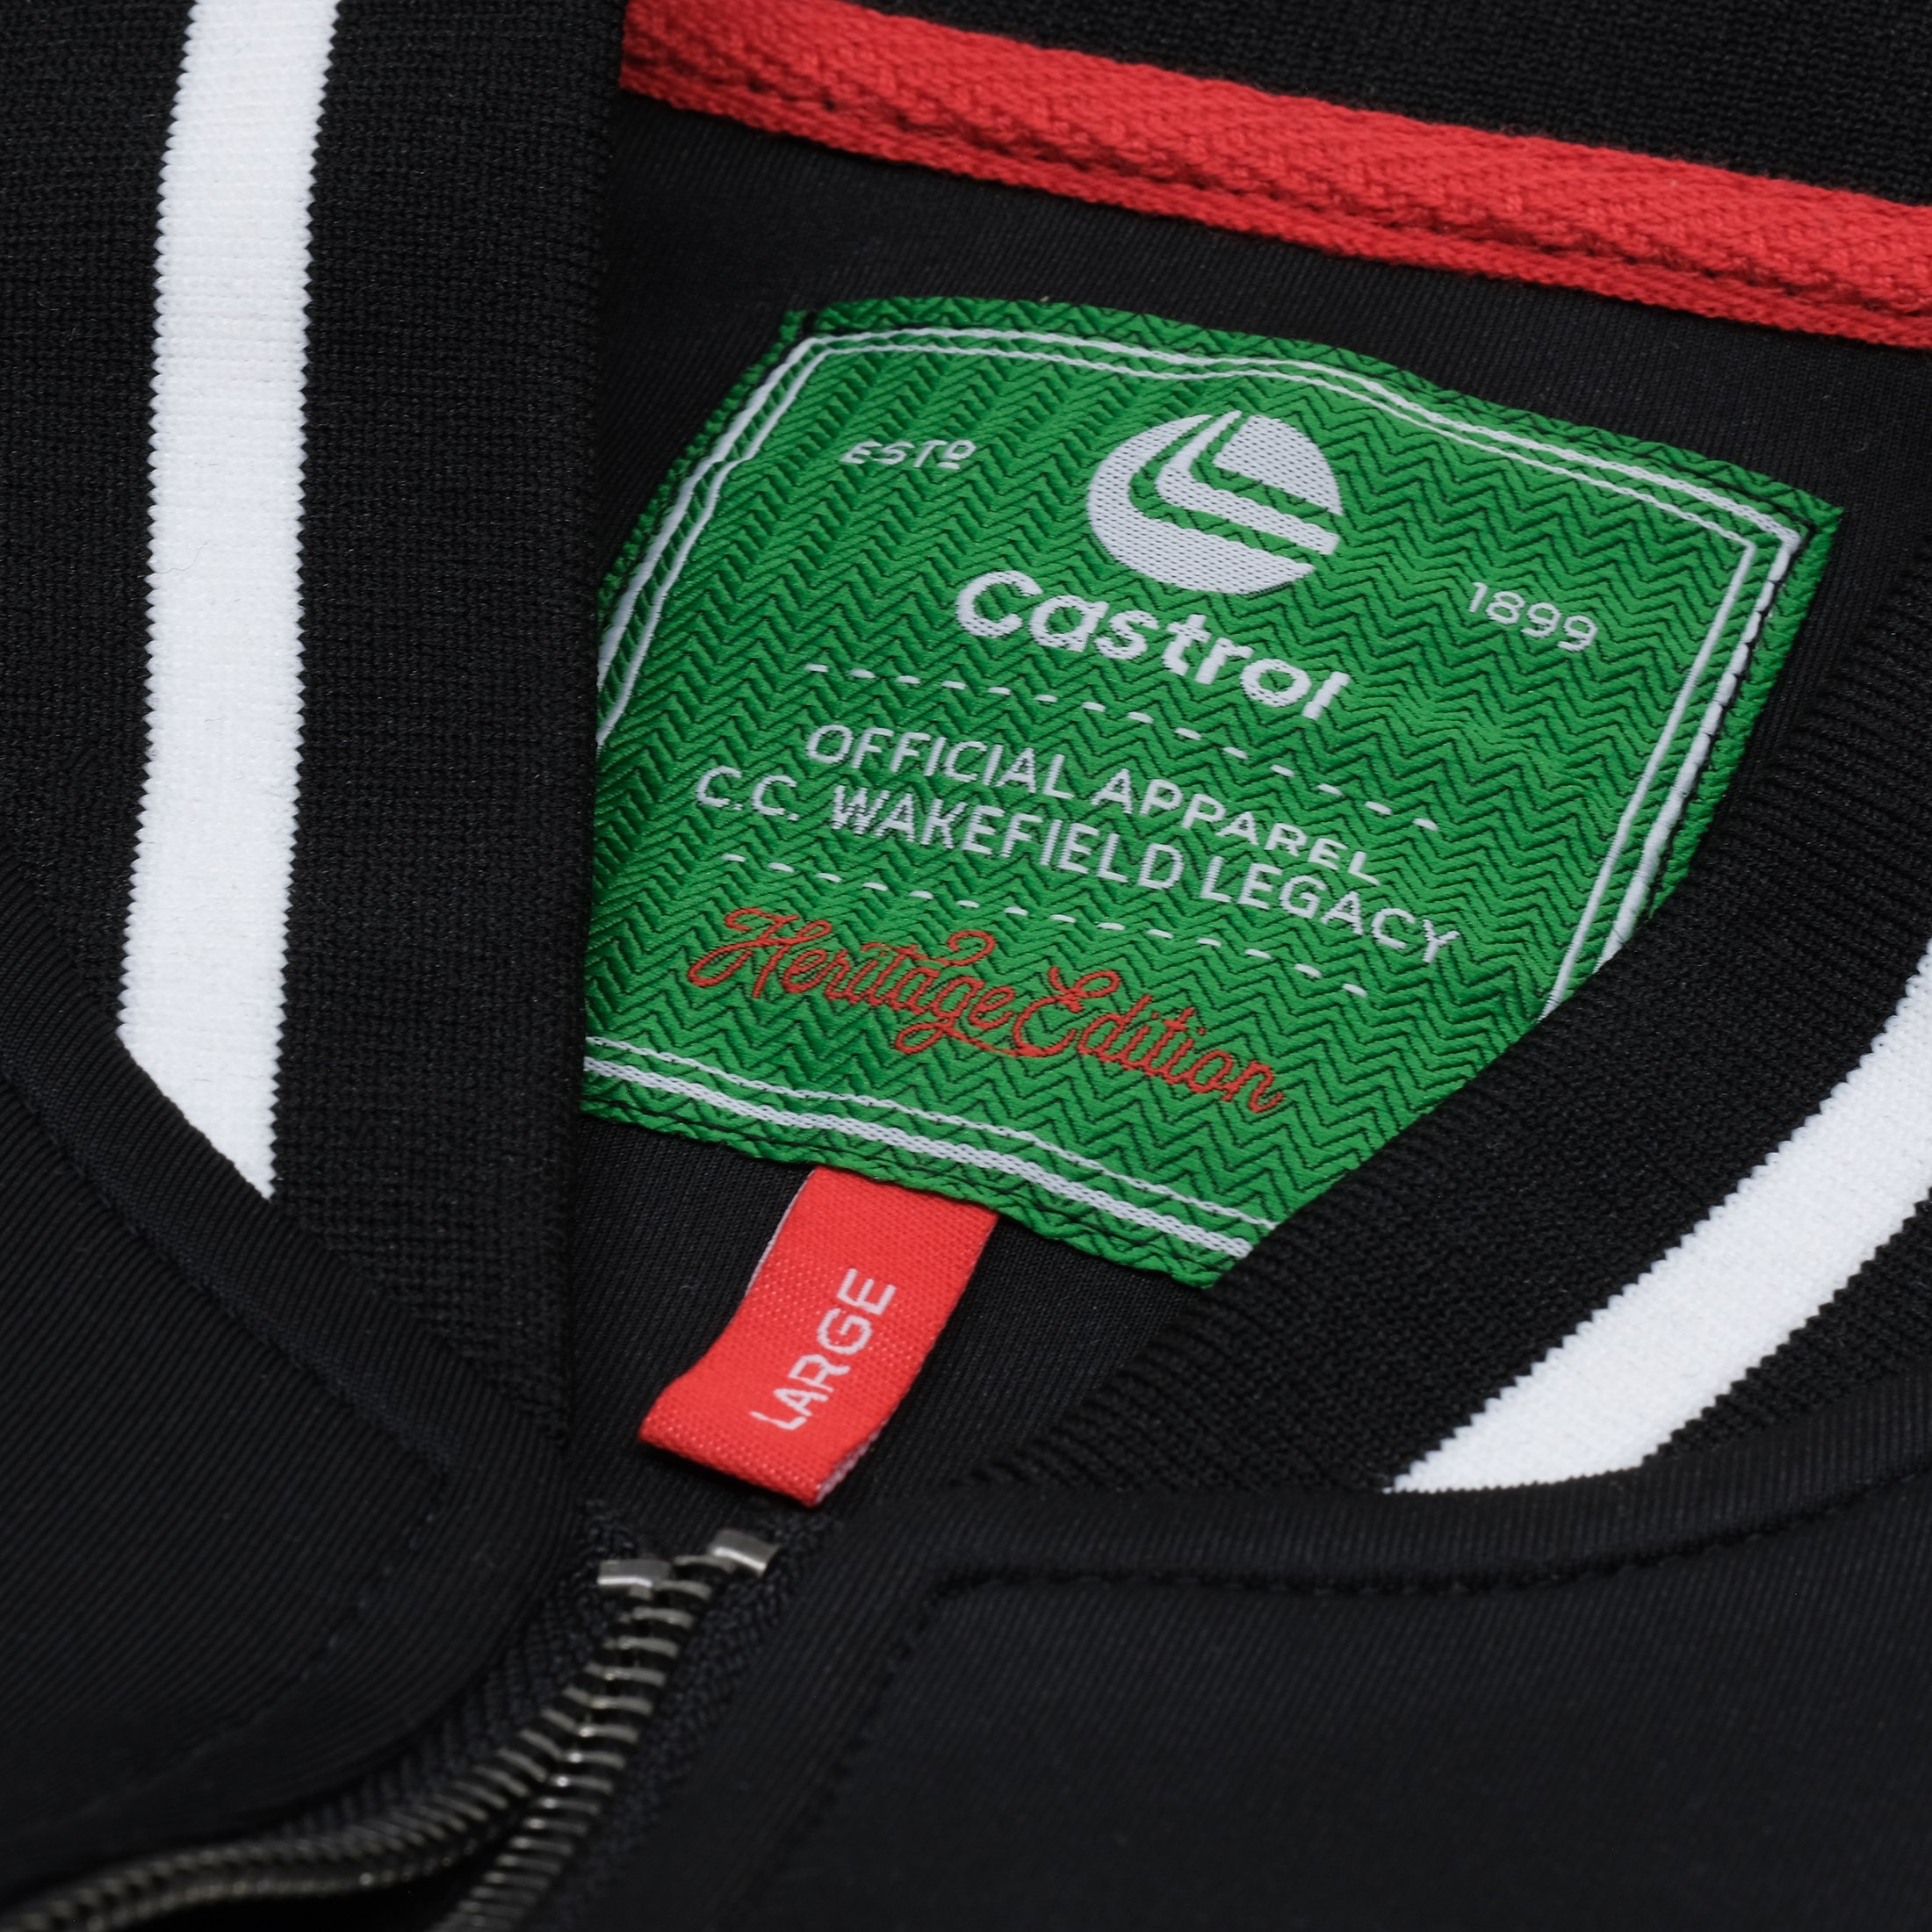 ESTD
1899
Castrol
OFFICIAL APPAREL
C.C. WAKEFIELD LEGACY
Heritage Edition
LARGE